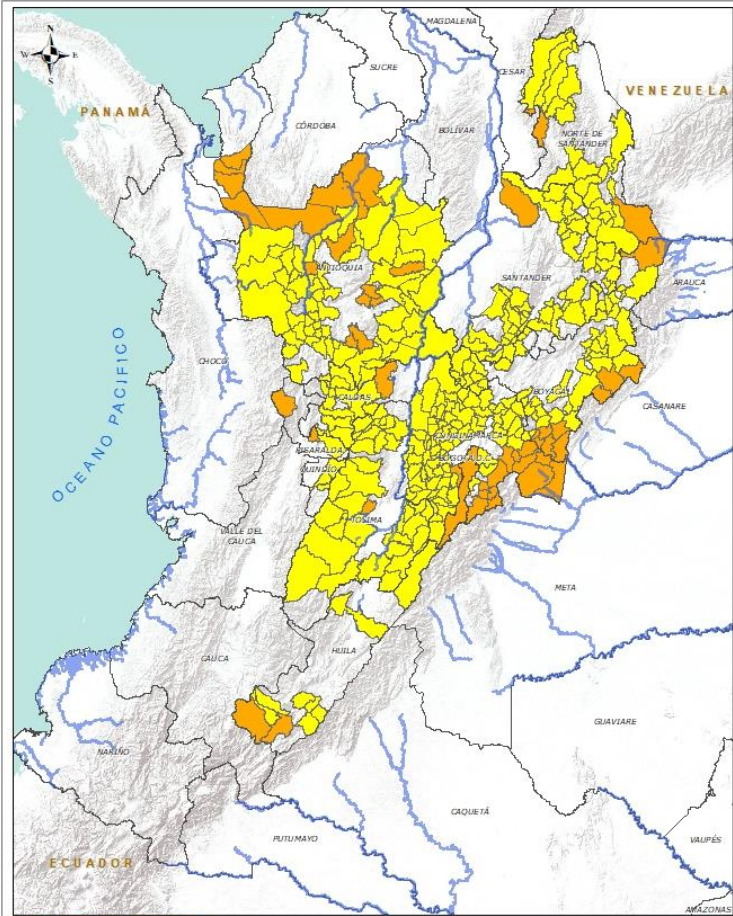 N
W E
S
MAGDALENA
SUCRE
CESAR
VENEZUELA
PANAMÁ
CÓRDOBA
BOLÍVAR
NORTE DE
SANTANDER
ANTIOQUIA
SANTANDER
ARAUCA
CHOCÓ
OCEANO PACIFICO
CALDAS
BOYACÁ
CASANARE
CUNDINAMARCA
RISARALDA
BOGOTÁ D.C.
QUINDIO
TOLIMA
VALLE DEL
CAUCA
META
CAUCA
HUILA
GUAVIARE
NARIÑO
CAQUETÁ
PUTUMAYO
VAUPÉS
ECUADOR
AMAZONAS